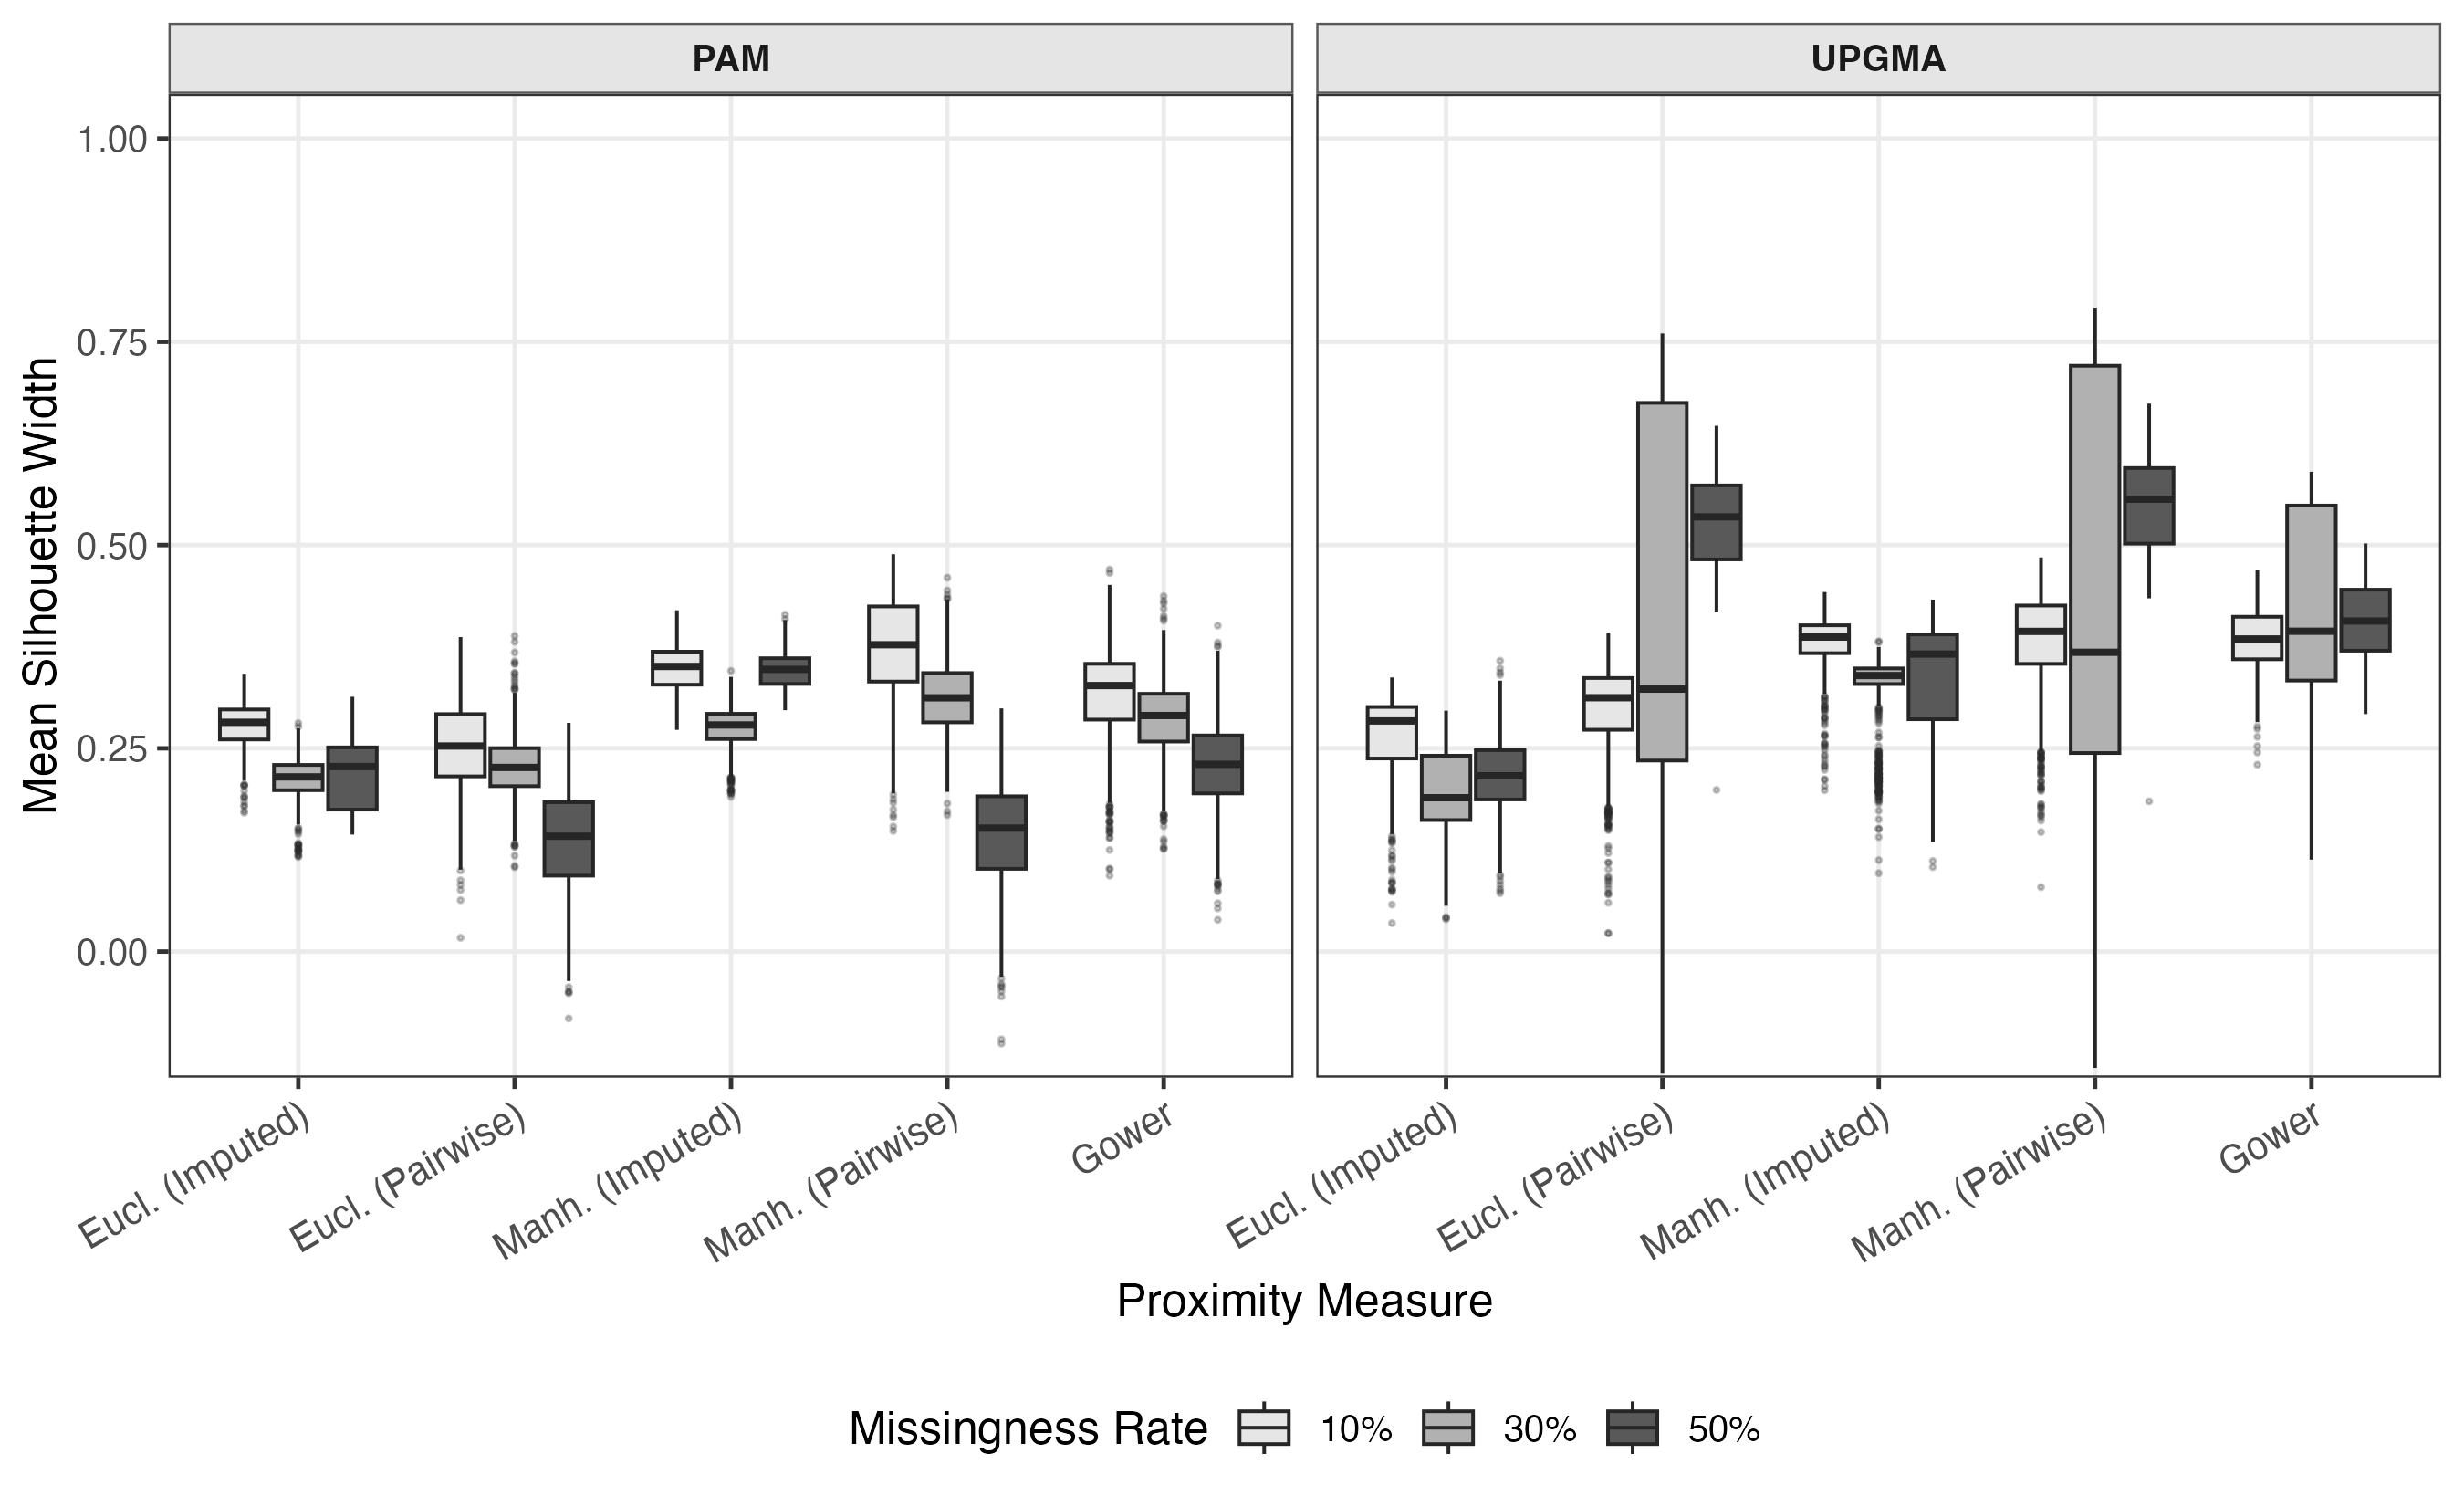 PAM
UPGMA
Mean Silhouette Width
1.00
0.75
0.50
0.25
0.00
Eucl. (Imputed)
Eucl. (Pairwise)
Manh. (Imputed)
Manh. (Pairwise)
Gower
Eucl. (Imputed)
Eucl. (Pairwise)
Manh. (Imputed)
Manh. (Pairwise)
Gower
Proximity Measure
Missingness Rate 10% 30% 50%